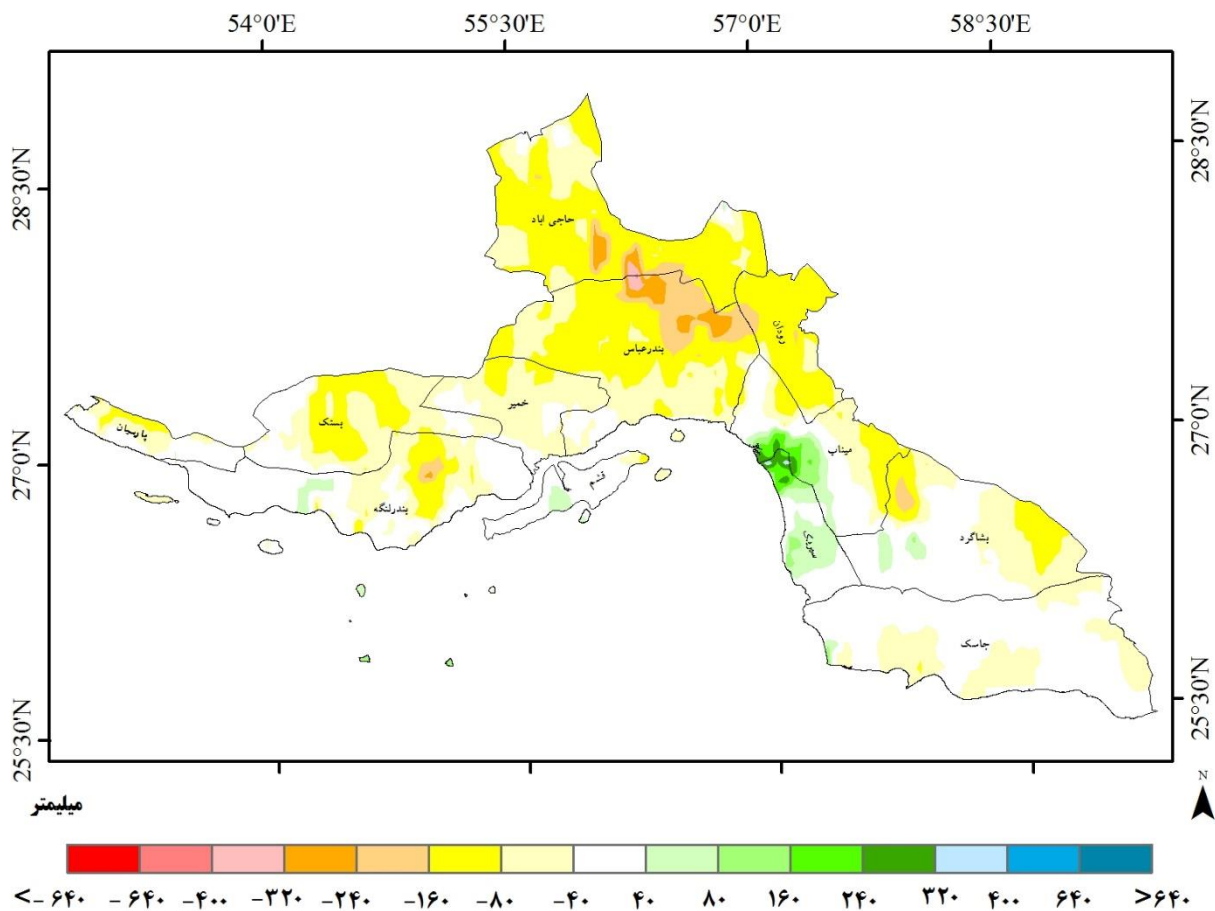 54°0'E 55°30'E 57°0'E 58°30'E
28°30'N
28°30'N
حاجی اباد
رودان
بندرعباس
خمیر
بستک
پارسیان
27°0'N
27°0'N
میناب
قشم
بندرلنگه
سیریک
بشاگرد
جاسک
25°30'N
25°30'N
N
میلیمتر
<-۶۴۰ -۶۴۰ -۴۰۰ -۳۲۰ -۲۴۰ -۱۶۰ -۸۰ -۴۰ ۴۰ ۸۰ ۱۶۰ ۲۴۰ ۳۲۰ ۴۰۰ ۶۴۰ >۶۴۰